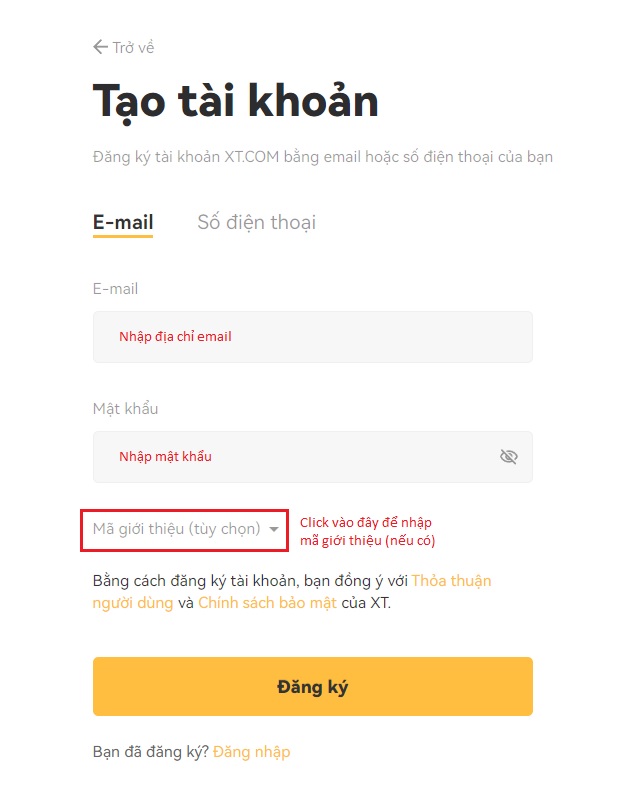 Trở về
Tạo tài khoản
Đăng ký tài khoản XT.COM bằng email hoặc số điện thoại của bạn
E-mail Số điện thoại
E-mail
Nhập địa chỉ email
Mật khẩu
Nhập mật khẩu
Mã giới thiệu (tùy chọn)
Click vào đây để nhập
mã giới thiệu (nếu có)
Bằng cách đăng ký tài khoản, bạn đồng ý với Thỏa thuận
người dùng và Chính sách bảo mật của XT.
Đăng ký
Bạn đã đăng ký? Đăng nhập